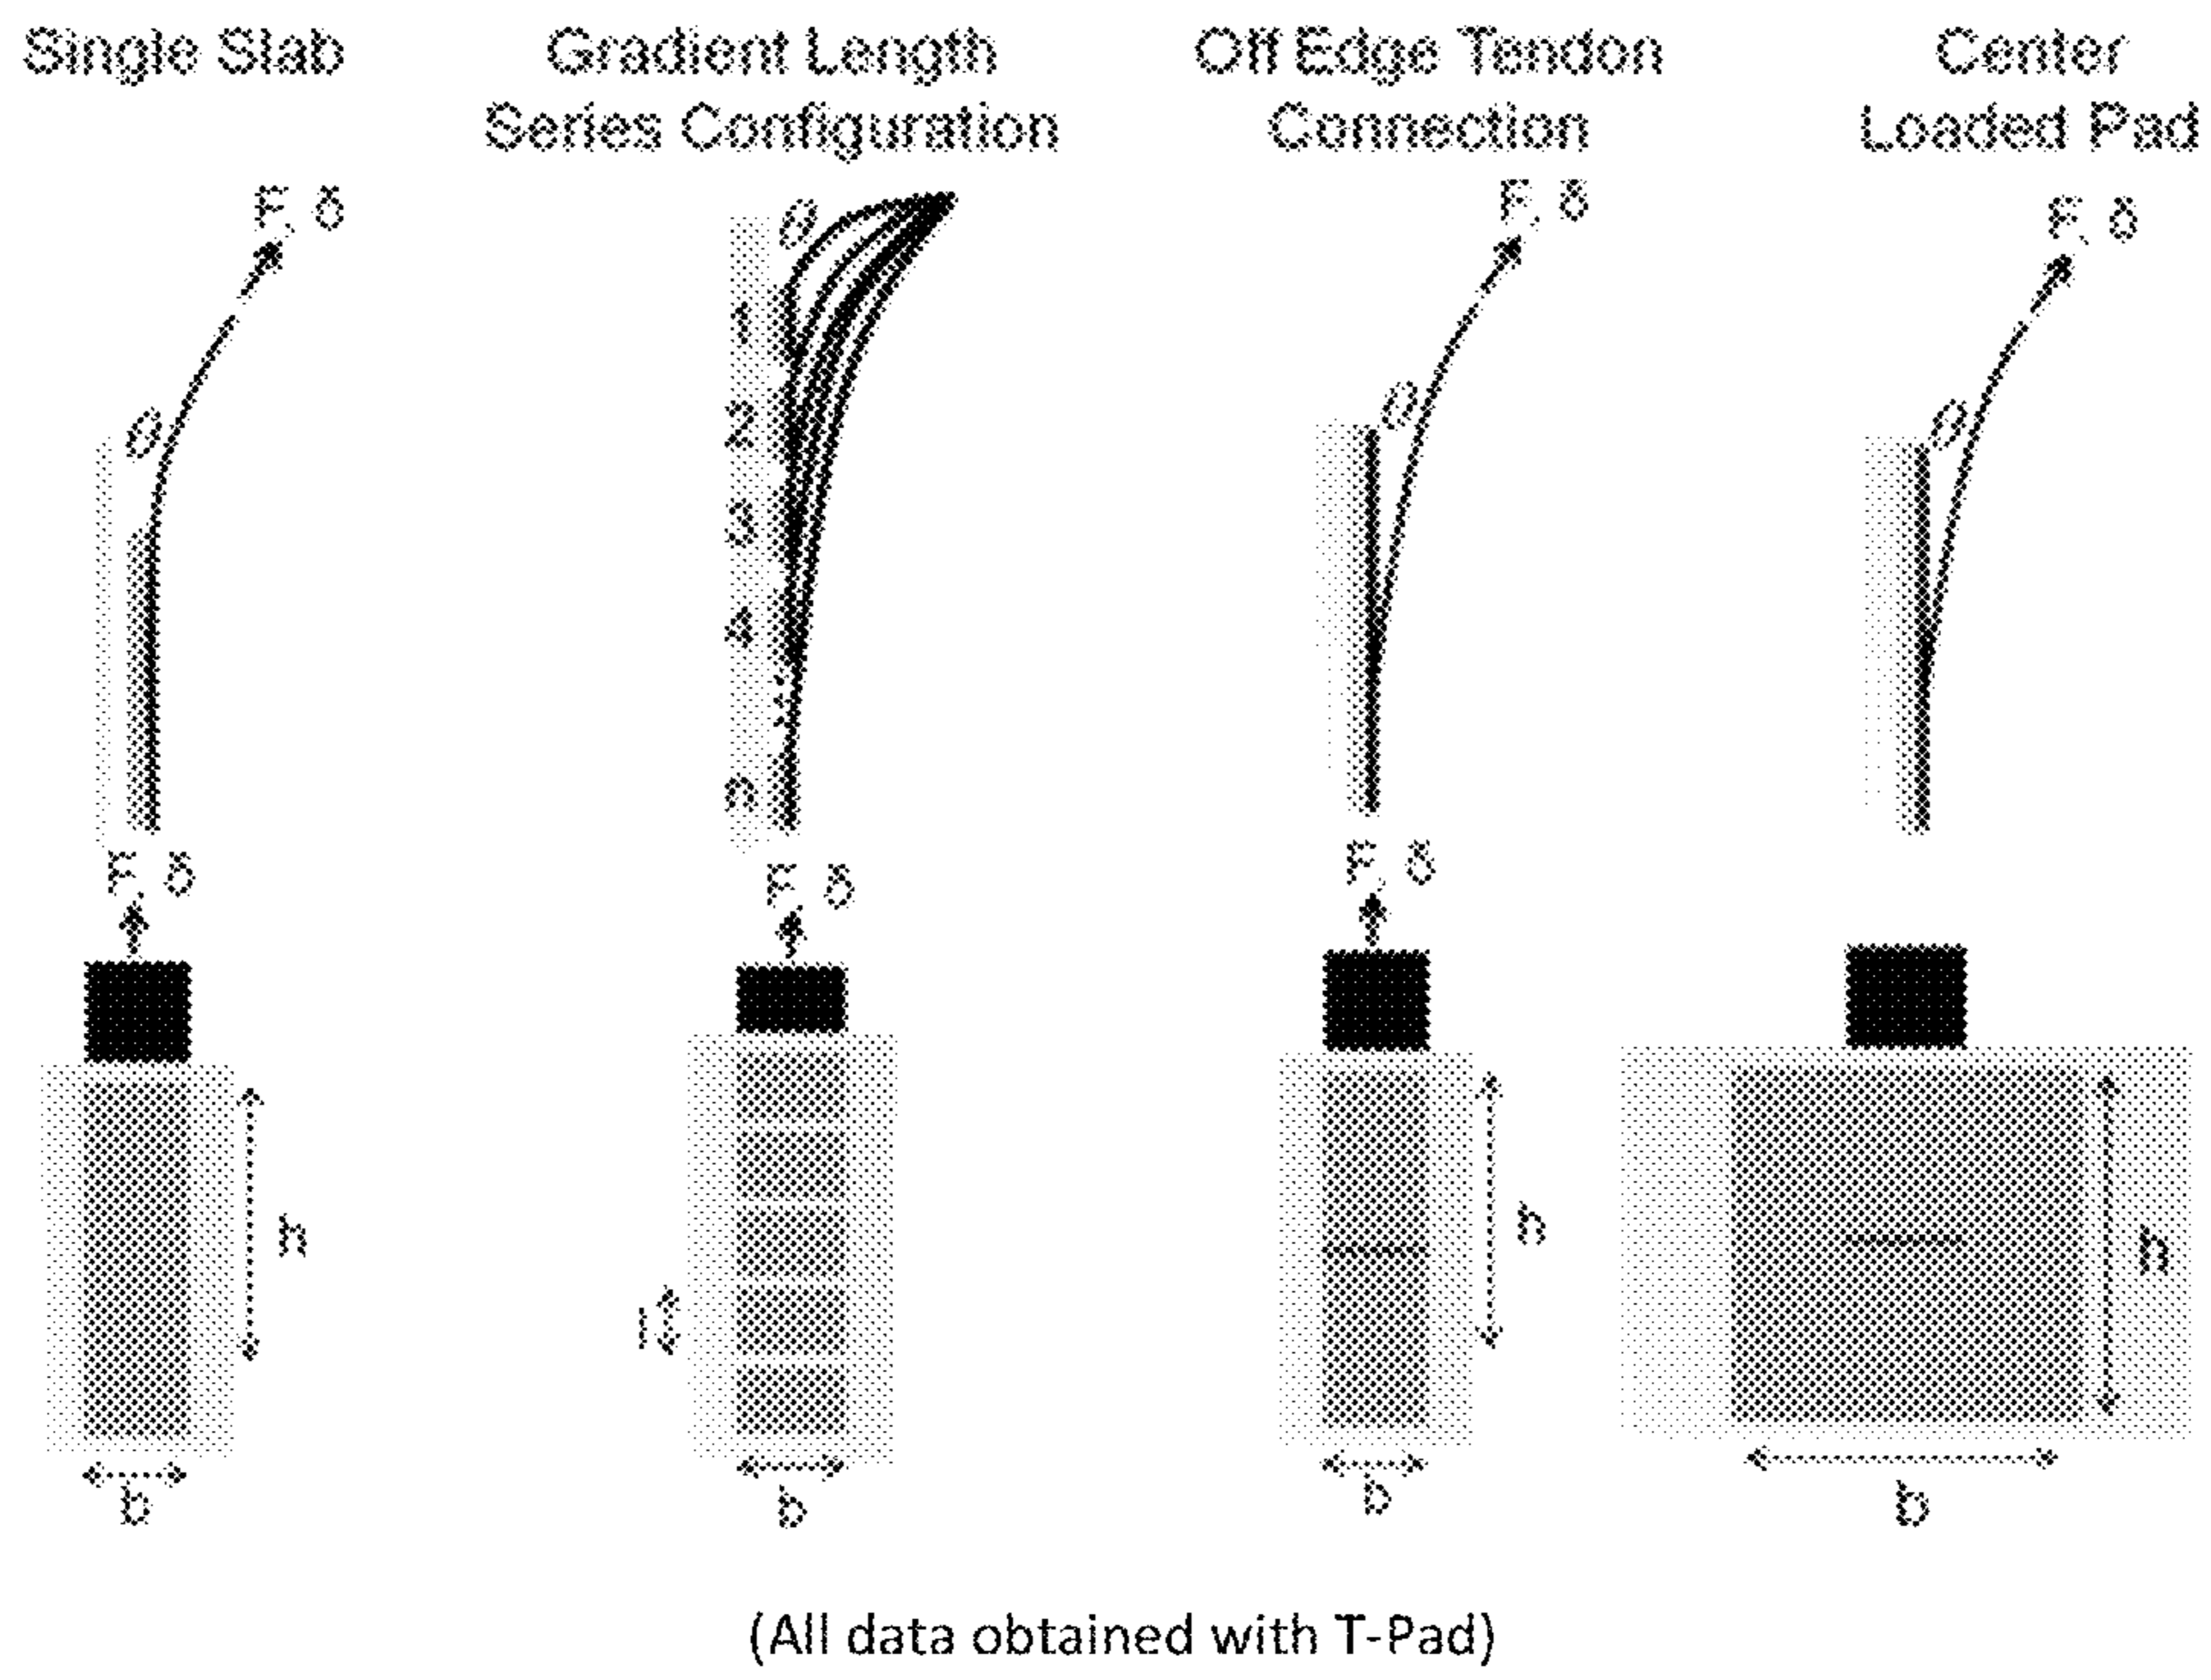 Single Slab
Gradient Length
Series Configuration
Off Edge Tendon
Connection
Center
Loaded Pad
F, δ
θ
θ
1
2
3
4
n
F, δ
θ
F, δ
θ
F, δ
F, δ
F, δ
h
b
l
b
h
b
h
b
(All data obtained with T-Pad)